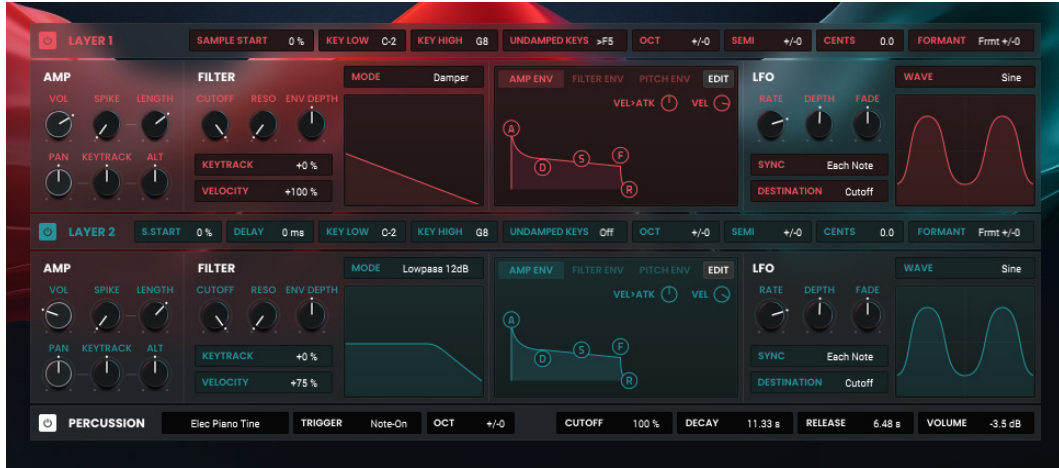 LAYER 1 SAMPLE START 0 % KEY LOW C-2 KEY HIGH G8 UNDAMPED KEYS >F5 OCT +/-0 SEMI +/-0 CENTS 0.0 FORMANT Frmt +/-0
AMP FILTER MODE Damper AMP ENV FILTER ENV PITCH ENV EDIT LFO WAVE Sine
VOL SPIKE LENGTH CUTOFF RESO ENV DEPTH VEL>ATK VEL RATE DEPTH FADE
A
D S F
R
PAN KEYTRACK ALT KEYTRACK +0 % SYNC Each Note
VELOCITY +100 % DESTINATION Cutoff
LAYER 2 S.START 0 % DELAY 0 ms KEY LOW C-2 KEY HIGH G8 UNDAMPED KEYS Off OCT +/-0 SEMI +/-0 CENTS 0.0 FORMANT Frmt +/-0
AMP FILTER MODE Lowpass 12dB AMP ENV FILTER ENV PITCH ENV EDIT LFO WAVE Sine
VOL SPIKE LENGTH CUTOFF RESO ENV DEPTH VEL>ATK VEL RATE DEPTH FADE
A
D S F
R
PAN KEYTRACK ALT KEYTRACK +0 % SYNC Each Note
VELOCITY +75 % DESTINATION Cutoff
PERCUSSION Elec Piano Tine TRIGGER Note-On OCT +/-0 CUTOFF 100 % DECAY 11.33 s RELEASE 6.48 s VOLUME -3.5 dB